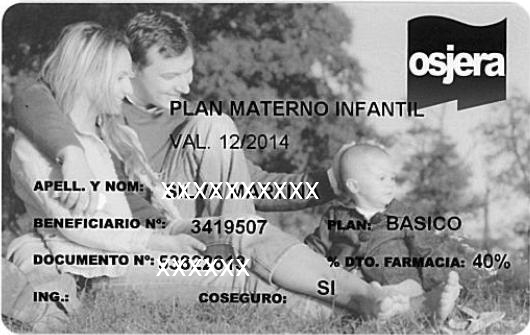 osjera
PLAN MATERNO INFANTIL
VAL. 12/2014
APELL. Y NOM:
BENEFICIARIO Nº: 3419507 PLAN: BASICO
DOCUMENTO Nº: % DTO. FARMACIA: 40%
ING.: COSEGURO: SI